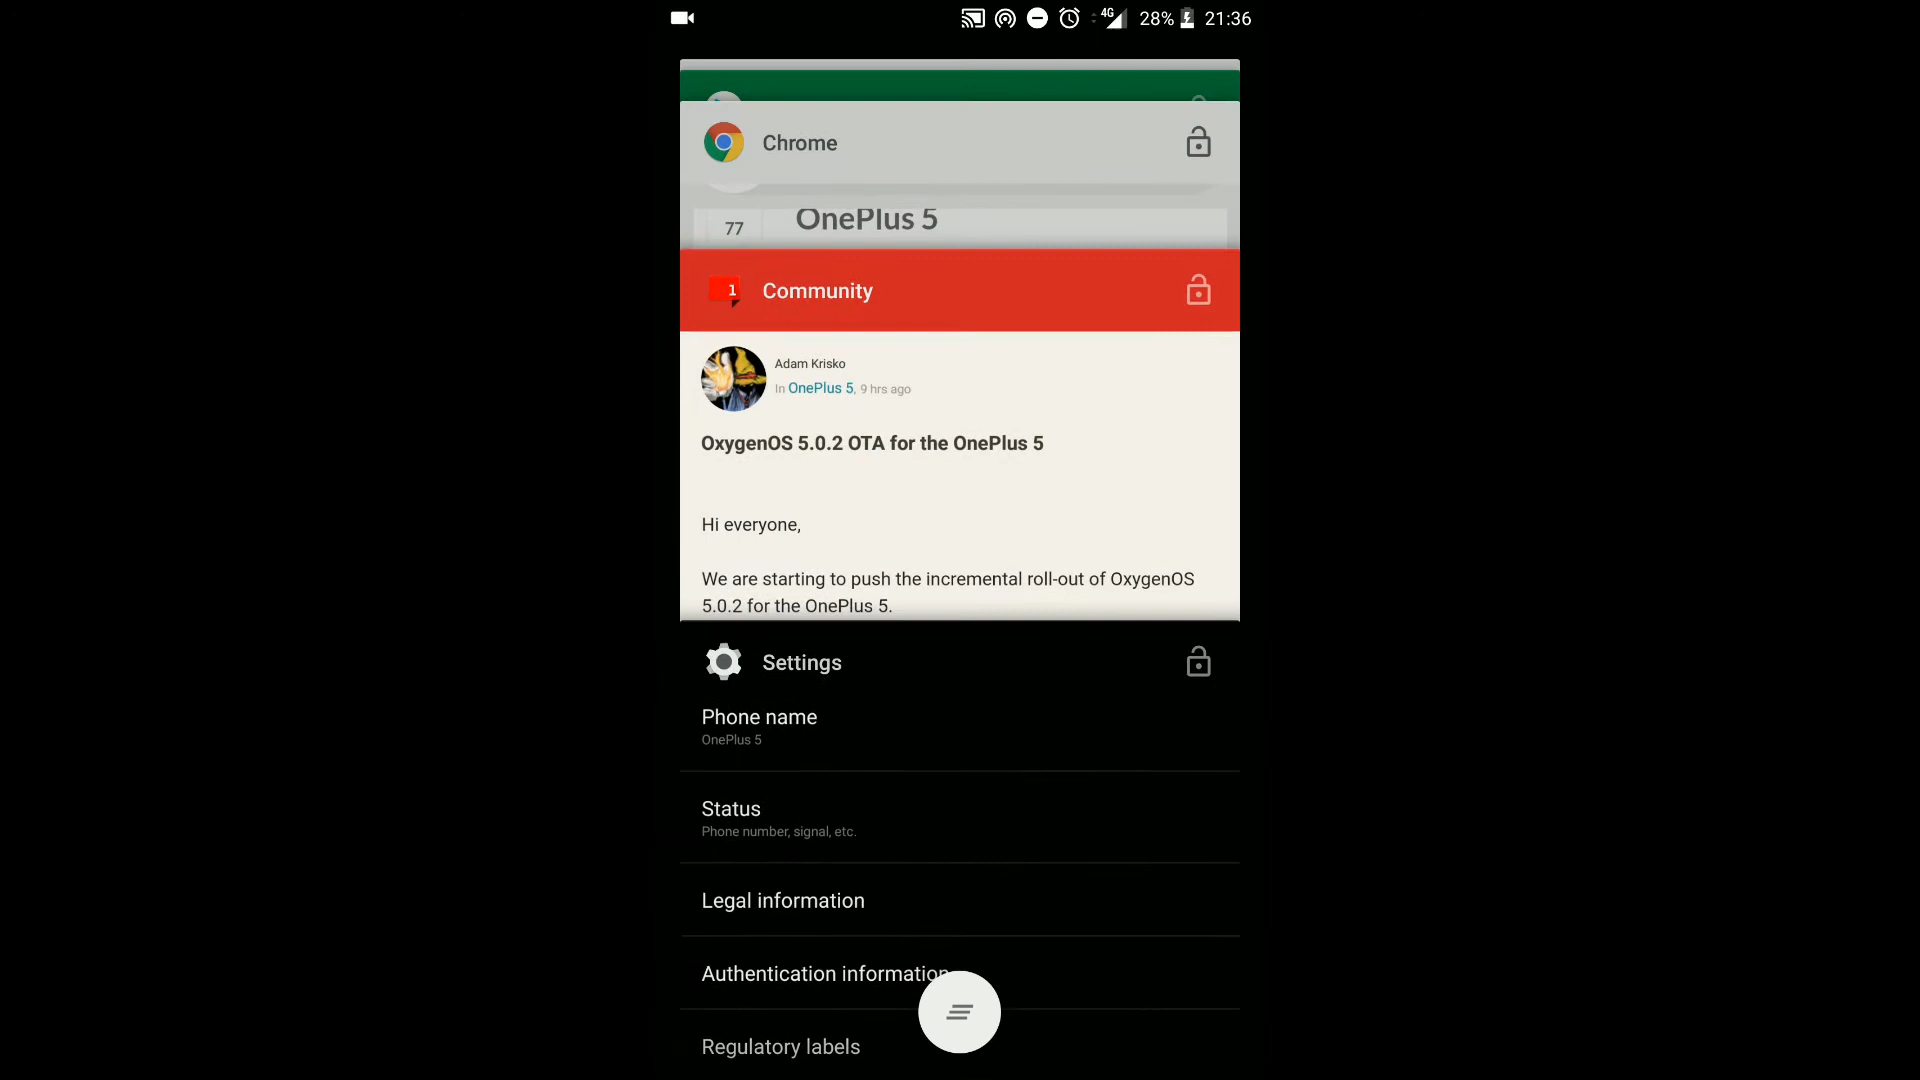 4G 28% 21:36
Chrome
77 OnePlus 5
1 Community
Adam Krisko
In OnePlus 5, 9 hrs ago
OxygenOS 5.0.2 OTA for the OnePlus 5
Hi everyone,
We are starting to push the incremental roll-out of OxygenOS
5.0.2 for the OnePlus 5.
Settings
Phone name
OnePlus 5
Status
Phone number, signal, etc.
Legal information
Authentication information
Regulatory labels